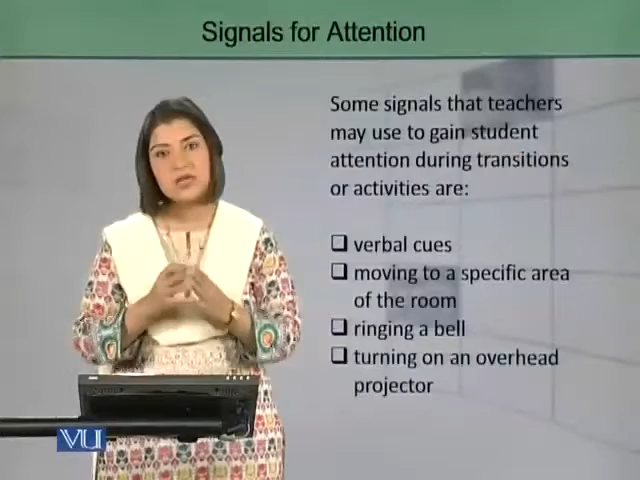 Signals for Attention
Some signals that teachers
may use to gain student
attention during transitions
or activities are:
❑ verbal cues
❑ moving to a specific area
of the room
❑ ringing a bell
❑ turning on an overhead
projector
VU